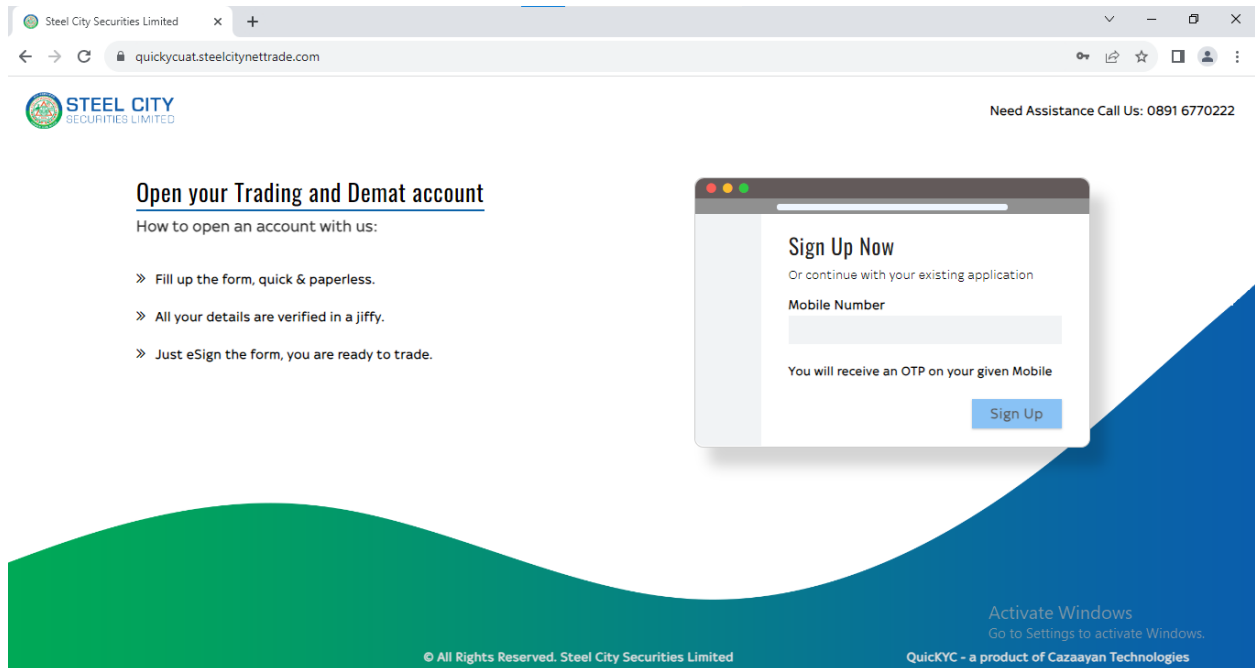 Steel City Securities Limited
quickycuat.steelcitynettrade.com
STEEL CITY
SECURITIES LIMITED
Need Assistance Call Us: 0891 6770222
Open your Trading and Demat account
How to open an account with us:
Fill up the form, quick & paperless.
All your details are verified in a jiffy.
Just eSign the form, you are ready to trade.
Sign Up Now
Or continue with your existing application
Mobile Number
You will receive an OTP on your given Mobile
Sign Up
Activate Windows
Go to Settings to activate Windows.
© All Rights Reserved. Steel City Securities Limited
QuicKYC - a product of Cazaayan Technologies